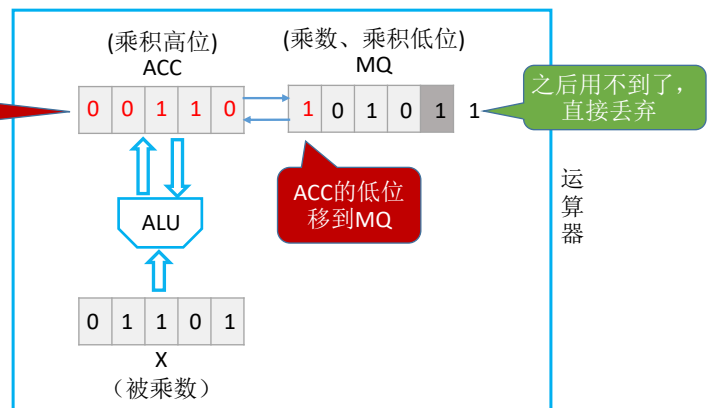 (乘积高位)
ACC
(乘数、乘积低位)
MQ
0 0 1 1 0
1 0 1 0 1 1
之后用不到了，
直接丢弃
ACC的低位
移到MQ
运算器
ALU
0 1 1 0 1
X
（被乘数）